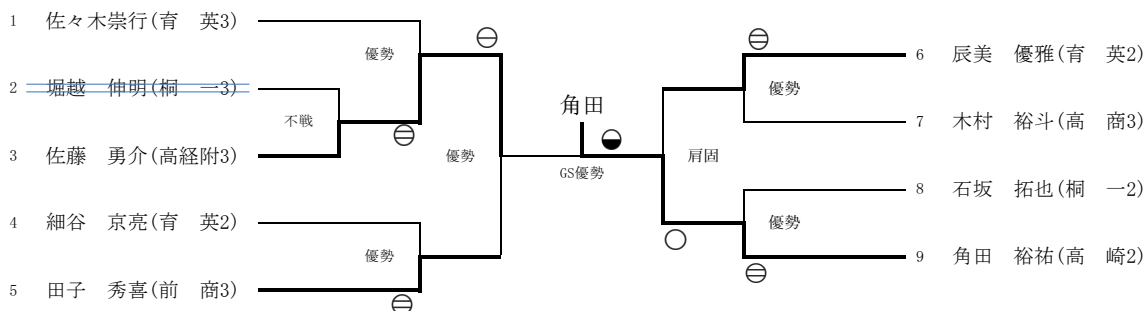 1 佐々木崇行(育 英3)
優勢
2 堀越 伸明(桐 一3)
不戦
3 佐藤 勇介(高経附3)
優勢
4 細谷 京亮(育 英2)
優勢
5 田子 秀喜(前 商3)
角田
GS優勢
6 辰美 優雅(育 英2)
優勢
7 木村 裕斗(高 商3)
肩固
8 石坂 拓也(桐 一2)
優勢
9 角田 裕祐(高 崎2)